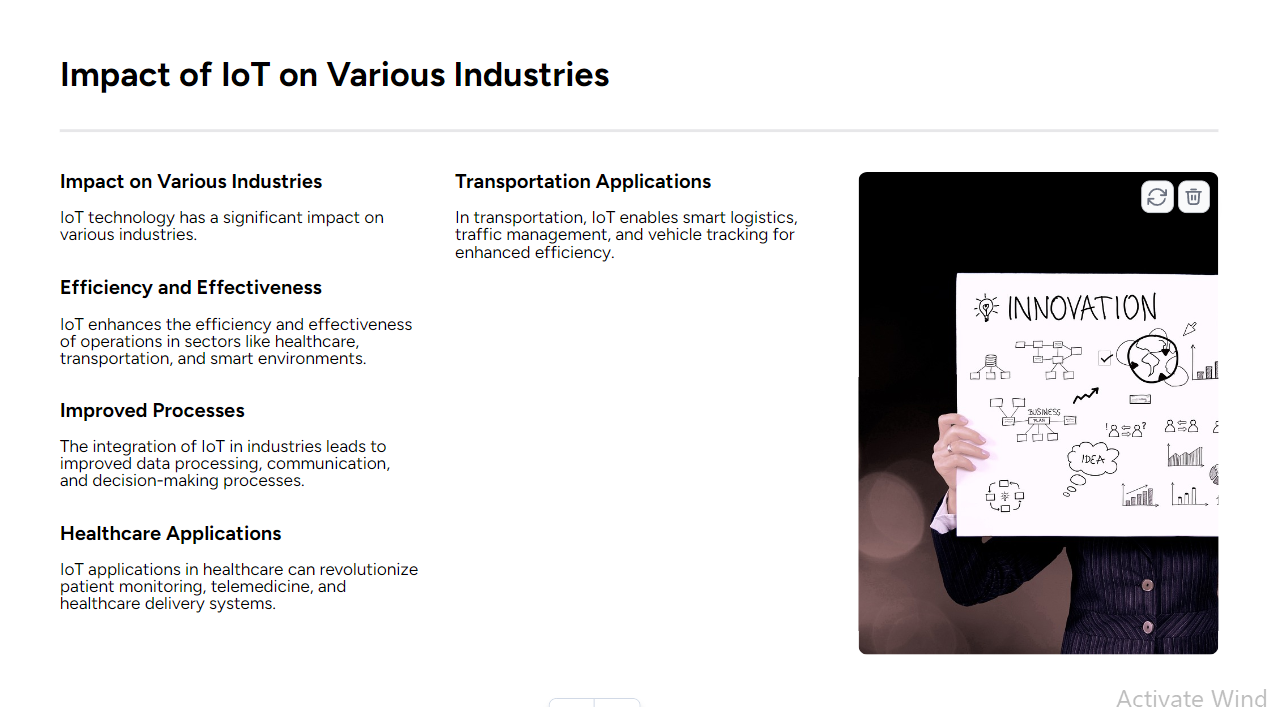 Impact of IoT on Various Industries
Impact on Various Industries
IoT technology has a significant impact on
various industries.
Efficiency and Effectiveness
IoT enhances the efficiency and effectiveness
of operations in sectors like healthcare,
transportation, and smart environments.
Improved Processes
The integration of IoT in industries leads to
improved data processing, communication,
and decision-making processes.
Healthcare Applications
IoT applications in healthcare can revolutionize
patient monitoring, telemedicine, and
healthcare delivery systems.
Transportation Applications
In transportation, IoT enables smart logistics,
traffic management, and vehicle tracking for
enhanced efficiency.
INNOVATION
BUSINESS
PLAN
IDEA
Activate Wind